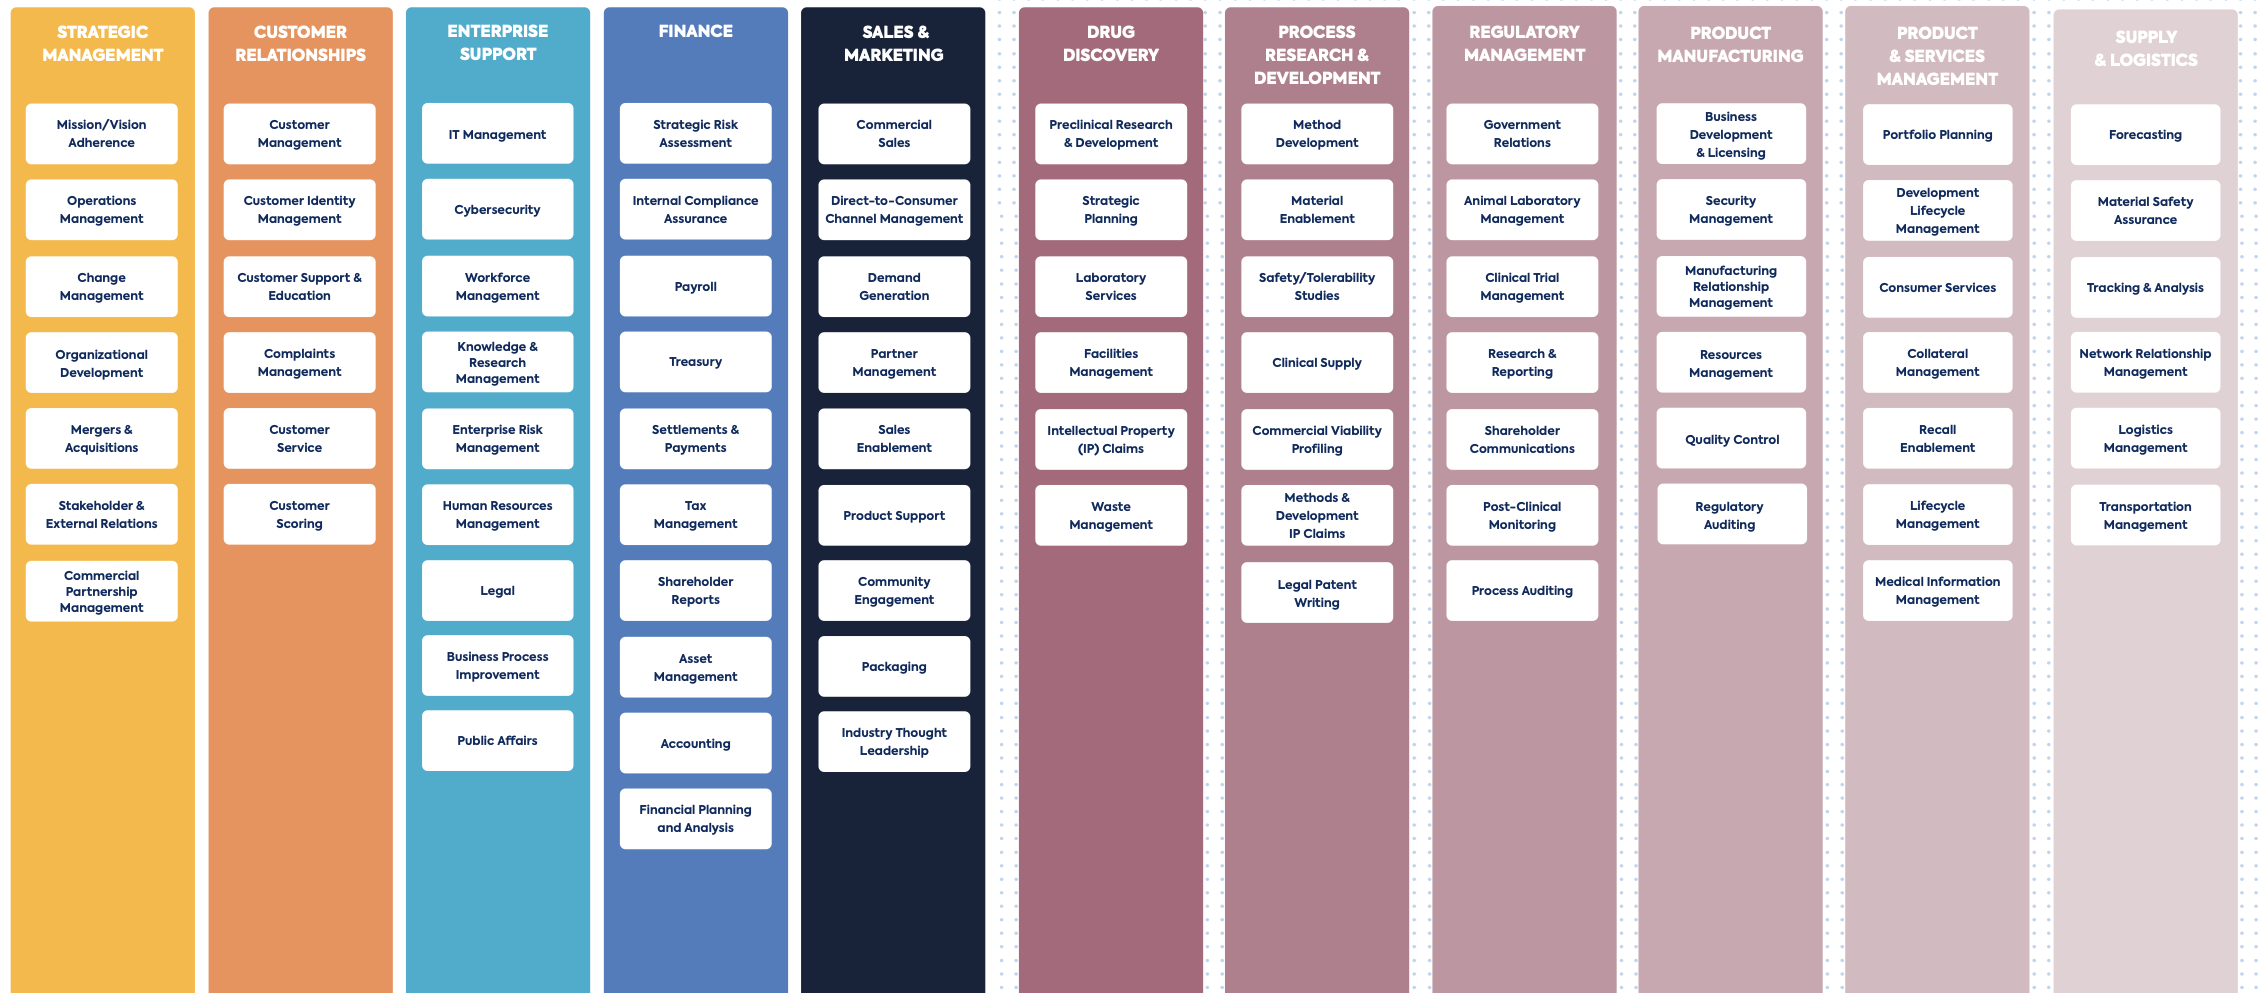 STRATEGIC
MANAGEMENT
Mission/Vision
Adherence
Operations
Management
Change
Management
Organizational
Development
Mergers &
Acquisitions
Stakeholder &
External Relations
Commercial
Partnership
Management
CUSTOMER
RELATIONSHIPS
Customer
Management
Customer Identity
Management
Customer Support &
Education
Complaints
Management
Customer
Service
Customer
Scoring
ENTERPRISE
SUPPORT
IT Management
Cybersecurity
Workforce
Management
Knowledge &
Research
Management
Enterprise Risk
Management
Human Resources
Management
Legal
Business Process
Improvement
Public Affairs
FINANCE
Strategic Risk
Assessment
Internal Compliance
Assurance
Payroll
Treasury
Settlements &
Payments
Tax
Management
Shareholder
Reports
Asset
Management
Accounting
Financial Planning
and Analysis
SALES &
MARKETING
Commercial
Sales
Direct-to-Consumer
Channel Management
Demand
Generation
Partner
Management
Sales
Enablement
Product Support
Community
Engagement
Packaging
Industry Thought
Leadership
DRUG
DISCOVERY
Preclinical Research
& Development
Strategic
Planning
Laboratory
Services
Facilities
Management
Intellectual Property
(IP) Claims
Waste
Management
PROCESS
RESEARCH &
DEVELOPMENT
Method
Development
Material
Enablement
Safety/Tolerability
Studies
Clinical Supply
Commercial Viability
Profiling
Methods &
Development
IP Claims
Legal Patent
Writing
REGULATORY
MANAGEMENT
Government
Relations
Animal Laboratory
Management
Clinical Trial
Management
Research &
Reporting
Shareholder
Communications
Post-Clinical
Monitoring
Process Auditing
PRODUCT
MANUFACTURING
Business
Development
& Licensing
Security
Management
Manufacturing
Relationship
Management
Resources
Management
Quality Control
Regulatory
Auditing
PRODUCT
& SERVICES
MANAGEMENT
Portfolio Planning
Development
Lifecycle
Management
Consumer Services
Collateral
Management
Recall
Enablement
Lifecycle
Management
Medical Information
Management
SUPPLY
& LOGISTICS
Forecasting
Material Safety
Assurance
Tracking & Analysis
Network Relationship
Management
Logistics
Management
Transportation
Management